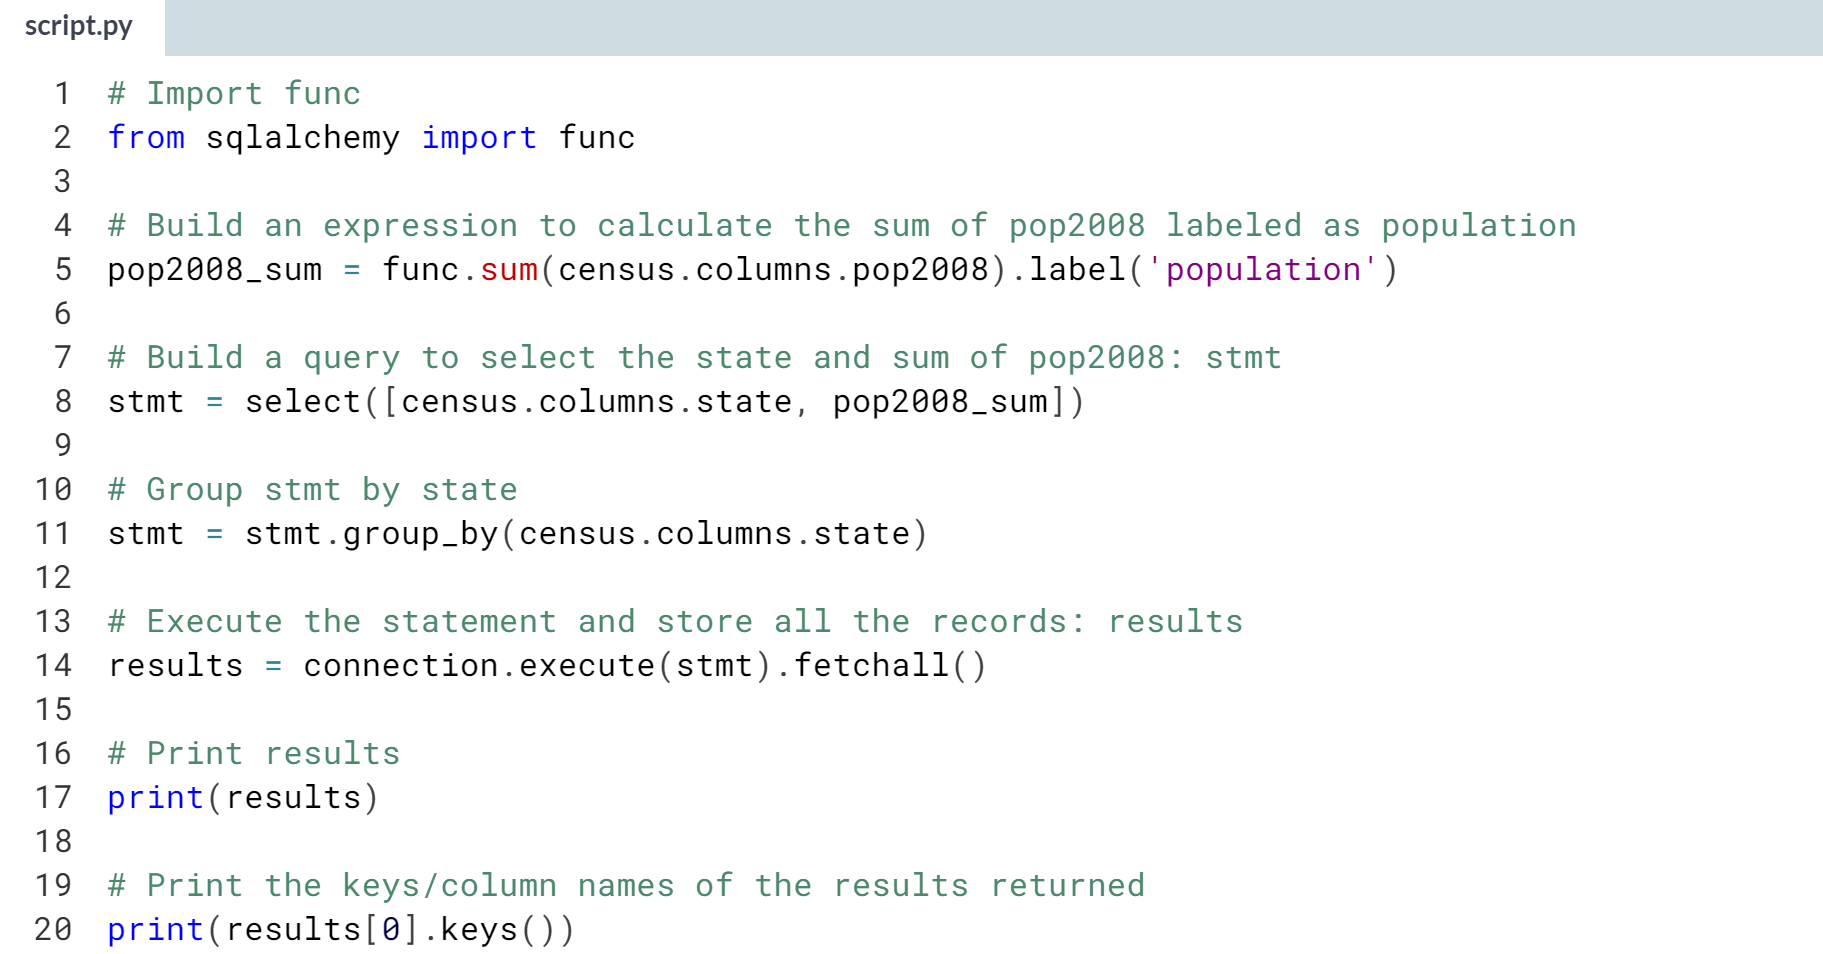 script.py
1 # Import func
2 from sqlalchemy import func
3
4 # Build an expression to calculate the sum of pop2008 labeled as population
5 pop2008_sum = func.sum(census.columns.pop2008).label('population')
6
7 # Build a query to select the state and sum of pop2008: stmt
8 stmt = select([census.columns.state, pop2008_sum])
9
10 # Group stmt by state
11 stmt = stmt.group_by(census.columns.state)
12
13 # Execute the statement and store all the records: results
14 results = connection.execute(stmt).fetchall()
15
16 # Print results
17 print(results)
18
19 # Print the keys/column names of the results returned
20 print(results[0].keys())